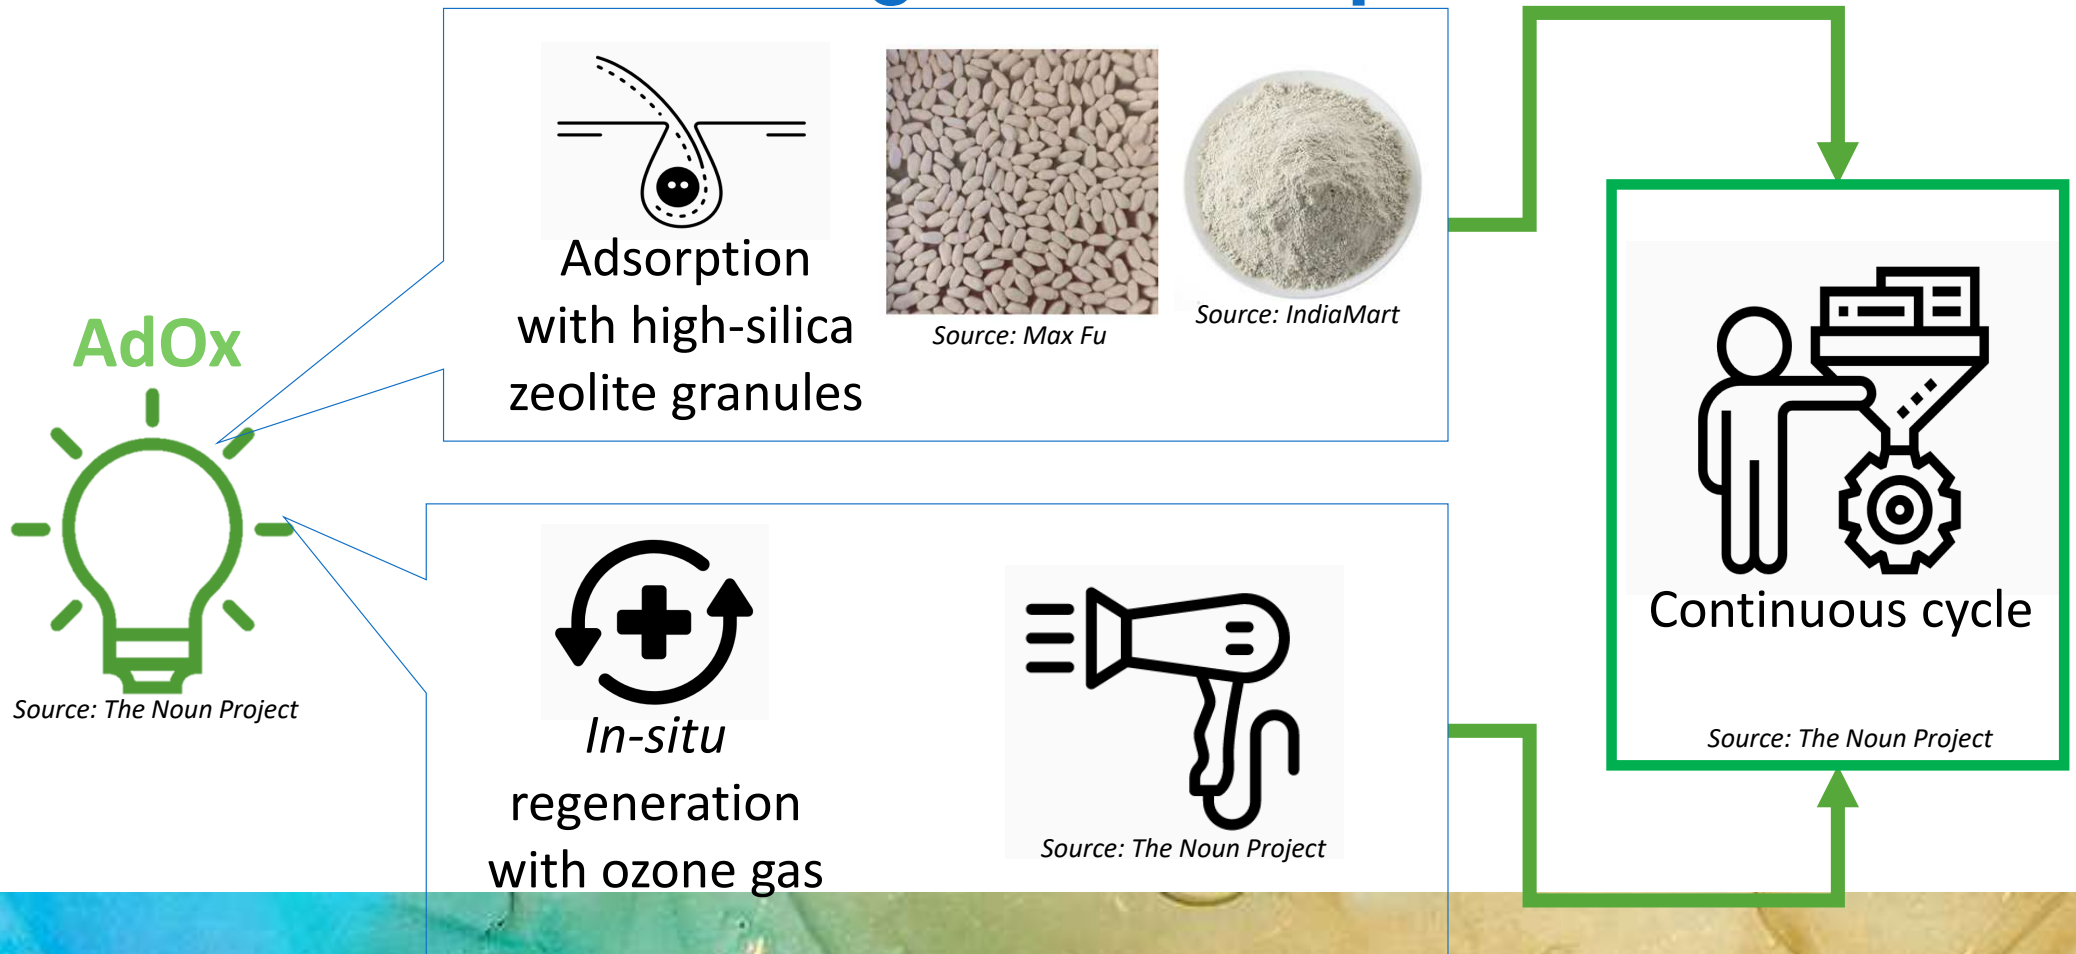 AdOx
Source: The Noun Project
Adsorption
with high-silica
zeolite granules
Source: Max Fu
Source: IndiaMart
In-situ
regeneration
with ozone gas
Source: The Noun Project
Continuous cycle
Source: The Noun Project